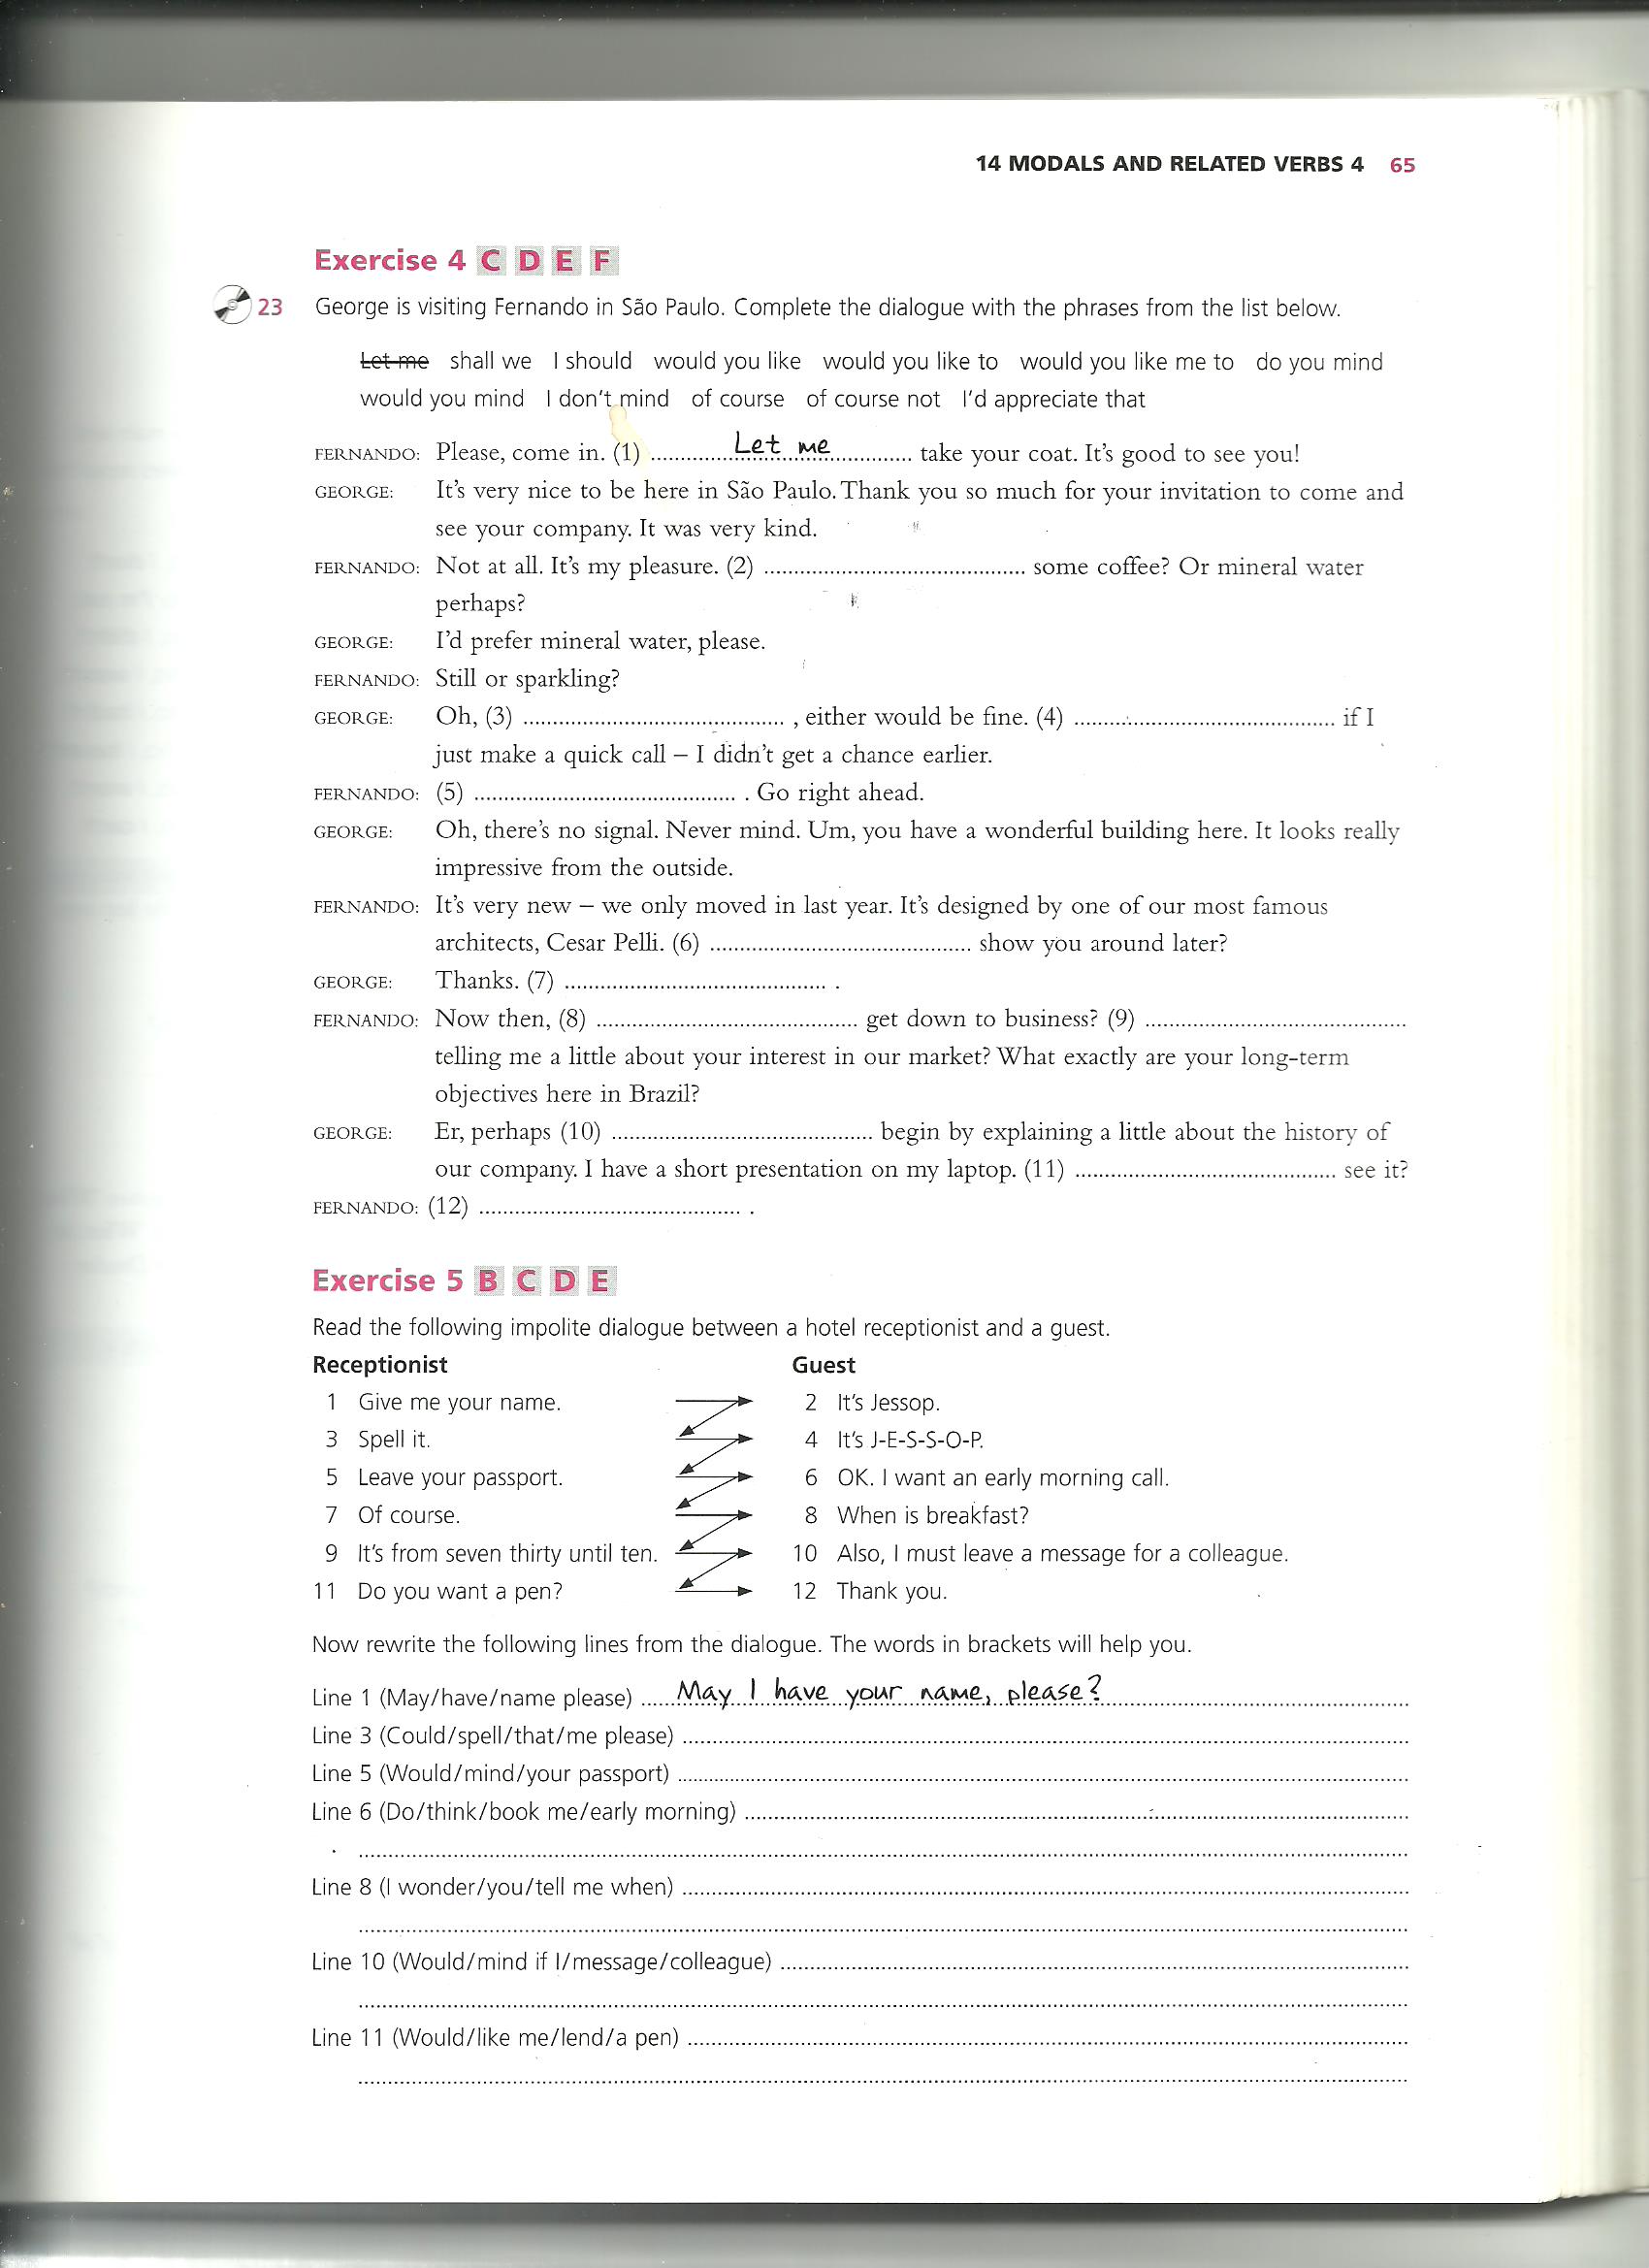 14 MODALS AND RELATED VERBS 4 65
Exercise 4 C D E F
23 George is visiting Fernando in São Paulo. Complete the dialogue with the phrases from the list below.
Let me shall we I should would you like would you like to would you like me to do you mind
would you mind I don't mind of course of course not I'd appreciate that
FERNANDO: Please, come in. (1) ............ Let me ............ take your coat. It's good to see you!
GEORGE: It's very nice to be here in São Paulo. Thank you so much for your invitation to come and
see your company. It was very kind.
FERNANDO: Not at all. It's my pleasure. (2) ............ some coffee? Or mineral water
perhaps?
GEORGE: I'd prefer mineral water, please.
FERNANDO: Still or sparkling?
GEORGE: Oh, (3) ............ , either would be fine. (4) ............ if I
just make a quick call – I didn't get a chance earlier.
FERNANDO: (5) ............ . Go right ahead.
GEORGE: Oh, there's no signal. Never mind. Um, you have a wonderful building here. It looks really
impressive from the outside.
FERNANDO: It's very new – we only moved in last year. It's designed by one of our most famous
architects, Cesar Pelli. (6) ............ show you around later?
GEORGE: Thanks. (7) ............ .
FERNANDO: Now then, (8) ............ get down to business? (9) ............
telling me a little about your interest in our market? What exactly are your long-term
objectives here in Brazil?
GEORGE: Er, perhaps (10) ............ begin by explaining a little about the history of
our company. I have a short presentation on my laptop. (11) ............ see it?
FERNANDO: (12) ............ .
Exercise 5 B C D E
Read the following impolite dialogue between a hotel receptionist and a guest.
Receptionist Guest
1 Give me your name. 2 It's Jessop.
3 Spell it. 4 It's J-E-S-S-O-P.
5 Leave your passport. 6 OK. I want an early morning call.
7 Of course. 8 When is breakfast?
9 It's from seven thirty until ten. 10 Also, I must leave a message for a colleague.
11 Do you want a pen? 12 Thank you.
Now rewrite the following lines from the dialogue. The words in brackets will help you.
Line 1 (May/have/name please) ...... May I have your name, please? ............
Line 3 (Could/spell/that/me please) ............
Line 5 (Would/mind/your passport) ............
Line 6 (Do/think/book me/early morning) ............
Line 8 (I wonder/you/tell me when) ............
Line 10 (Would/mind if I/message/colleague) ............
Line 11 (Would/like me/lend/a pen) ............